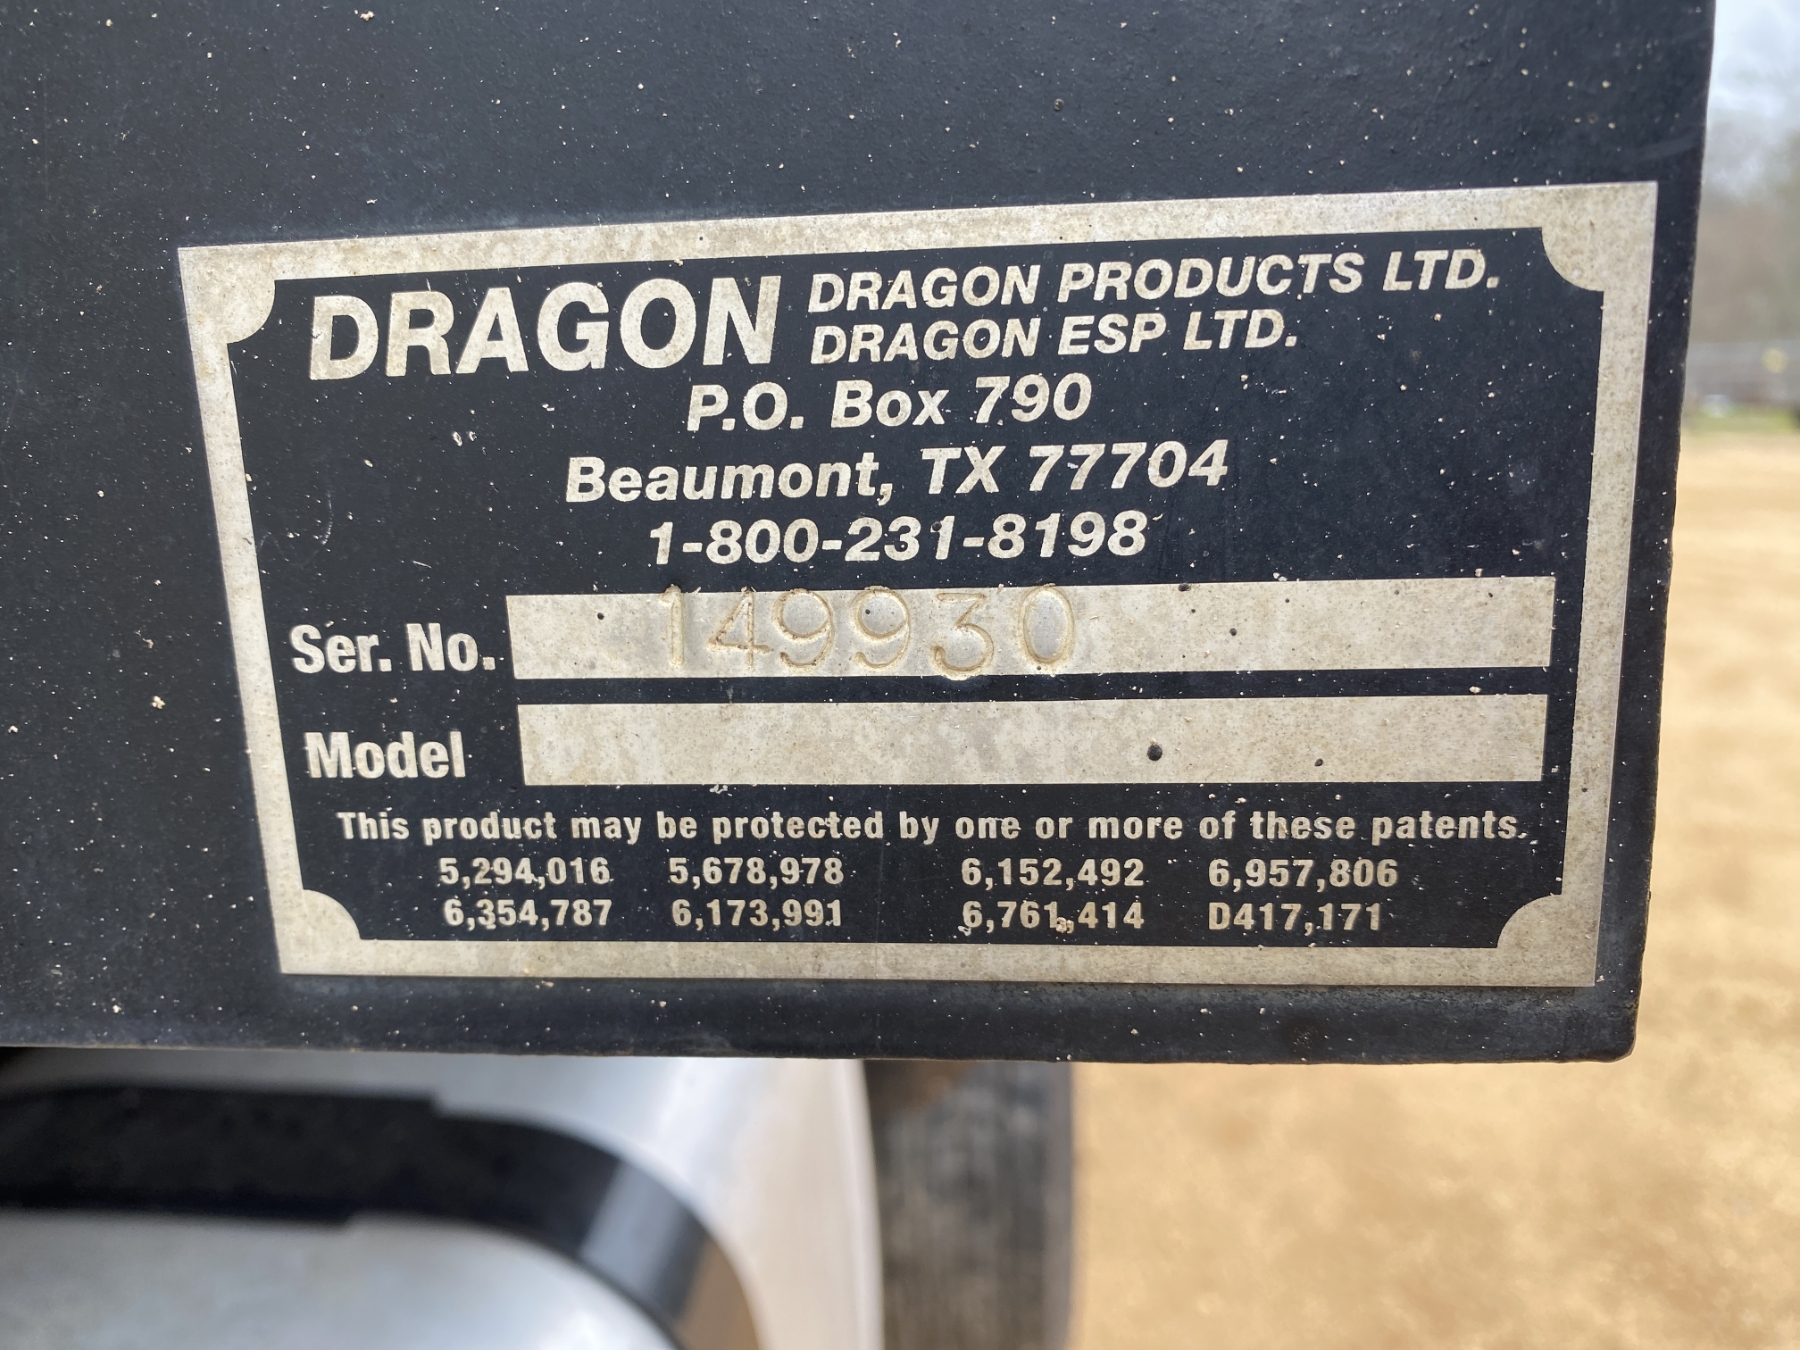 DRAGON DRAGON PRODUCTS LTD.
DRAGON ESP LTD.
P.O. Box 790
Beaumont, TX 77704
1-800-231-8198
Ser. No. 149930
Model
This product may be protected by one or more of these patents.
5,294,016 5,678,978 6,152,492 6,957,806
6,354,787 6,173,991 6,761,414 D417,171